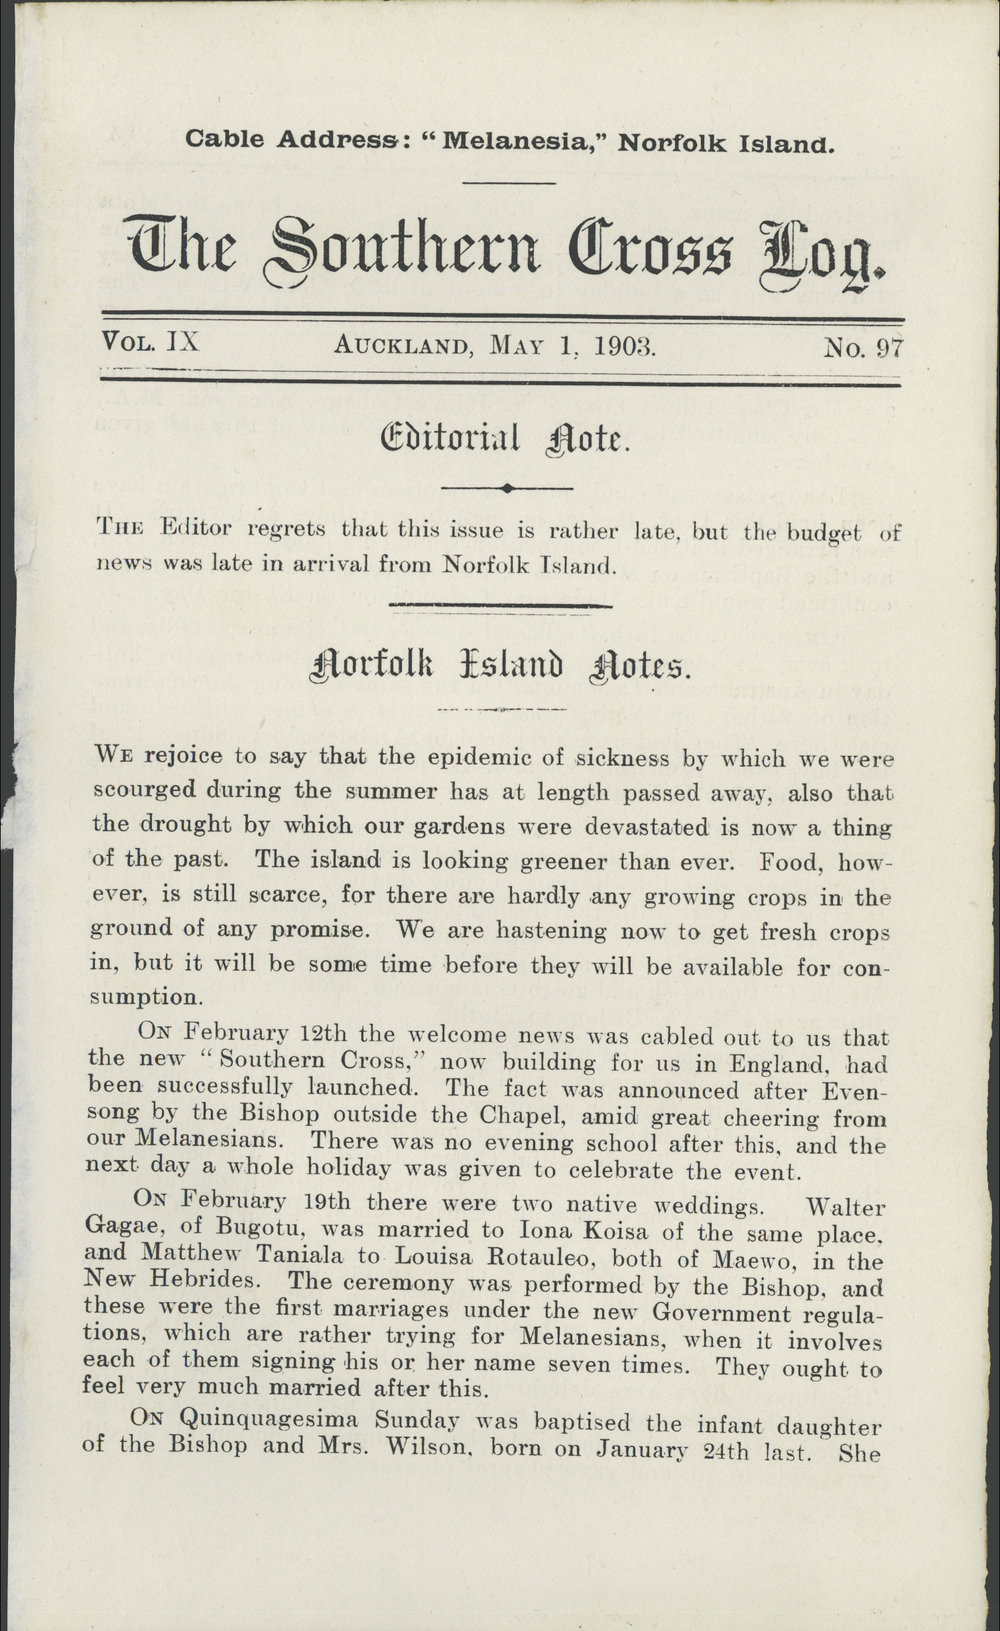 Cable Address: “Melanesia,” Norfolk Island.
The Southern Cross Log.
VOL. IX AUCKLAND, MAY 1, 1903. No. 97
Editorial Note.
THE Editor regrets that this issue is rather late, but the budget of
news was late in arrival from Norfolk Island.
Norfolk Island Notes.
WE rejoice to say that the epidemic of sickness by which we were
scourged during the summer has at length passed away, also that
the drought by which our gardens were devastated is now a thing
of the past. The island is looking greener than ever. Food, how-
ever, is still scarce, for there are hardly any growing crops in the
ground of any promise. We are hastening now to get fresh crops
in, but it will be some time before they will be available for con-
sumption.
ON February 12th the welcome news was cabled out to us that
the new “Southern Cross,” now building for us in England, had
been successfully launched. The fact was announced after Even-
song by the Bishop outside the Chapel, amid great cheering from
our Melanesians. There was no evening school after this, and the
next day a whole holiday was given to celebrate the event.
ON February 19th there were two native weddings. Walter
Gagae, of Bugotu, was married to Iona Koisa of the same place,
and Matthew Taniala to Louisa Rotauleo, both of Maewo, in the
New Hebrides. The ceremony was performed by the Bishop, and
these were the first marriages under the new Government regula-
tions, which are rather trying for Melanesians, when it involves
each of them signing his or her name seven times. They ought to
feel very much married after this.
ON Quinquagesima Sunday was baptised the infant daughter
of the Bishop and Mrs. Wilson, born on January 24th last. She